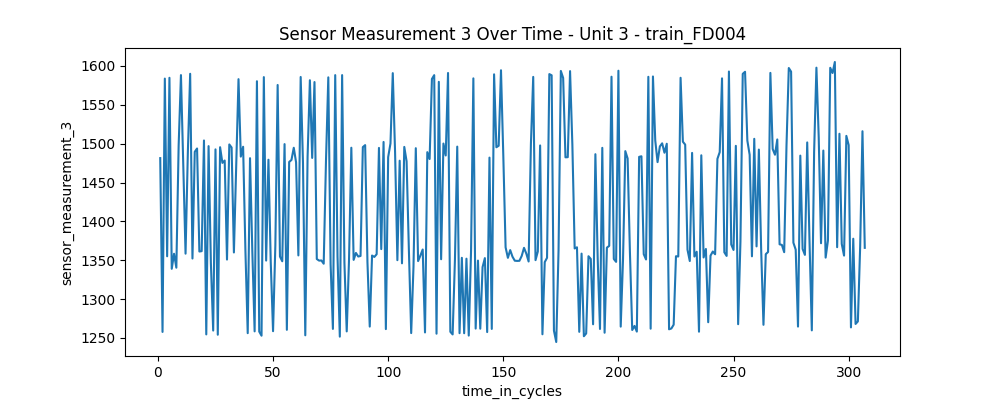 Sensor Measurement 3 Over Time - Unit 3 - train_FD004
1600
1550
1500
1450
1400
1350
1300
1250
sensor_measurement_3
0 50 100 150 200 250 300
time_in_cycles